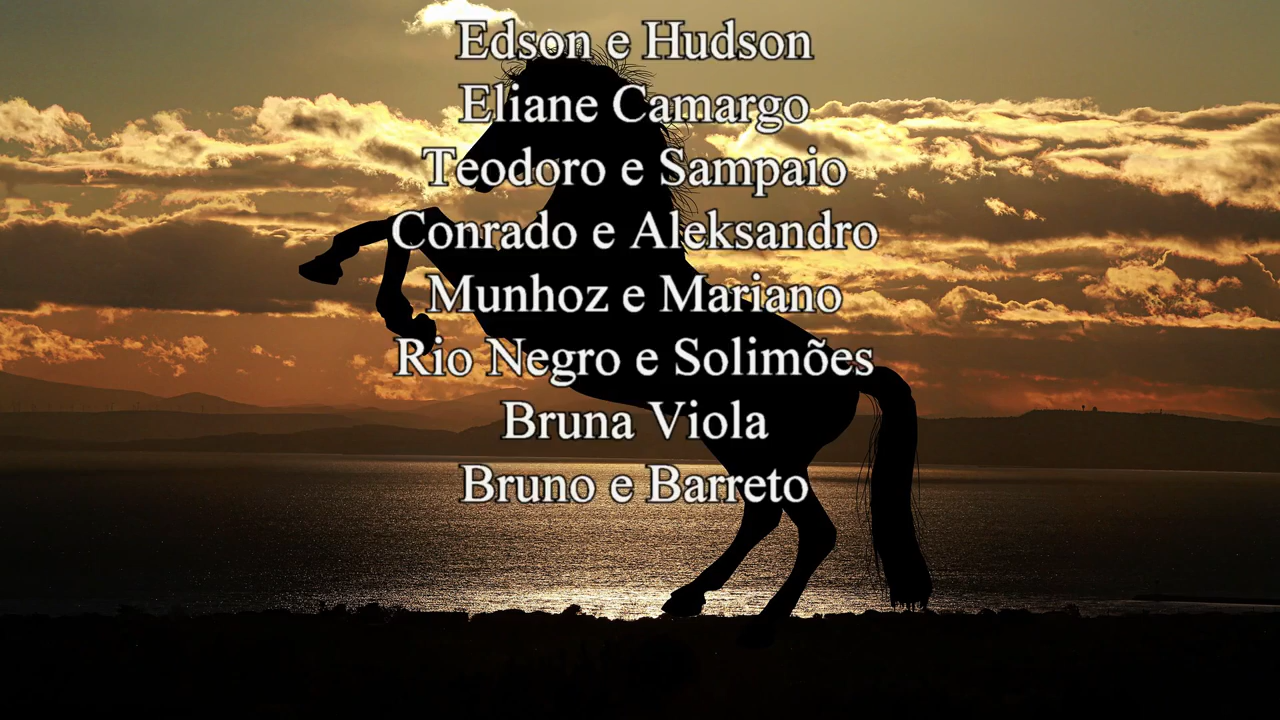 Edson e Hudson
Eliane Camargo
Teodoro e Sampaio
Conrado e Aleksandro
Munhoz e Mariano
Rio Negro e Solimões
Bruna Viola
Bruno e Barreto